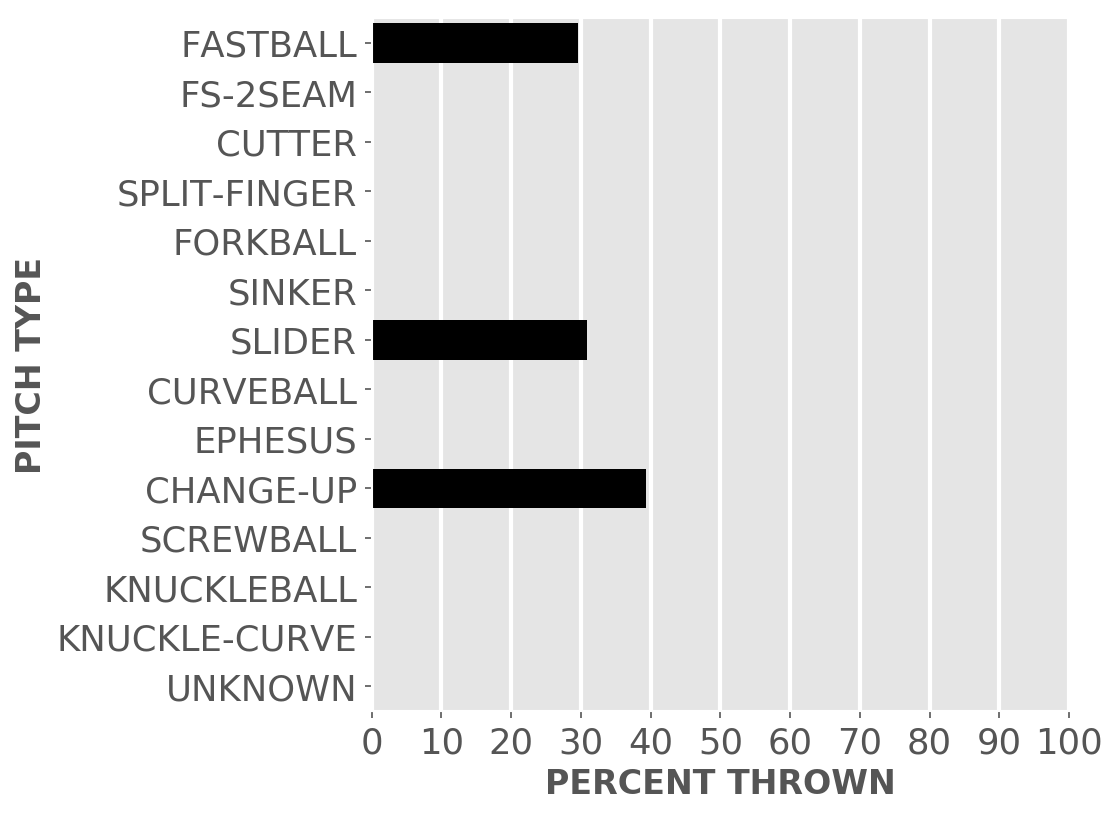 FASTBALL
FS-2SEAM
CUTTER
SPLIT-FINGER
FORKBALL
SINKER
SLIDER
CURVEBALL
EPHESUS
CHANGE-UP
SCREWBALL
KNUCKLEBALL
KNUCKLE-CURVE
UNKNOWN
PITCH TYPE
0 10 20 30 40 50 60 70 80 90 100
PERCENT THROWN